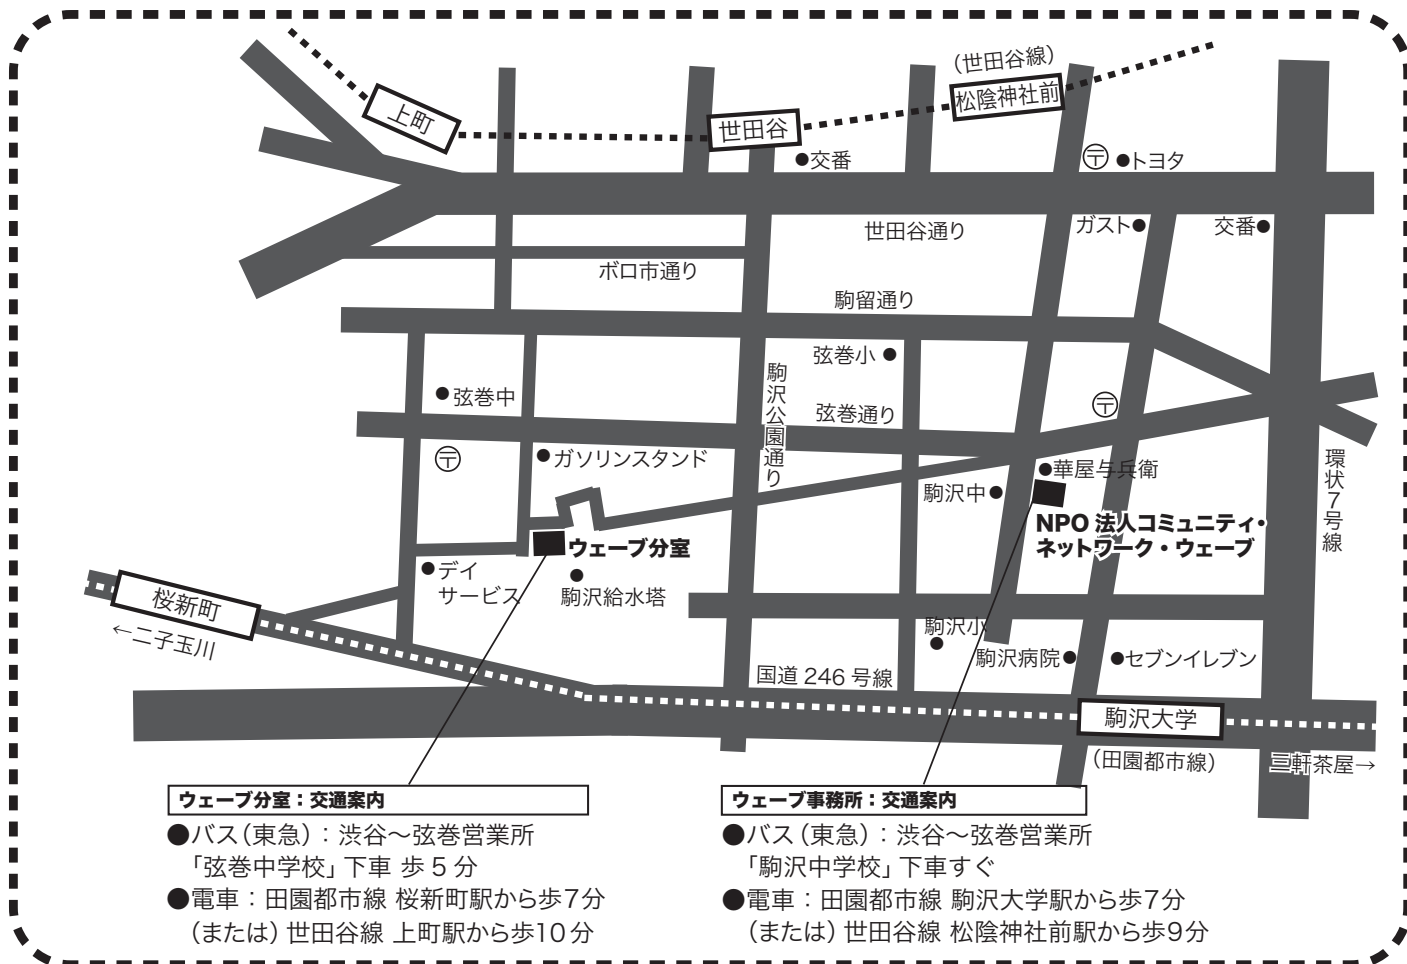 (世田谷線)
上町
世田谷
松陰神社前
●交番
〒
●トヨタ
世田谷通り
ガスト●
交番●
ボロ市通り
駒留通り
弦巻小 ●
駒沢公園通り
●弦巻中
弦巻通り
〒
〒
●ガソリンスタンド
●華屋与兵衛
環状7号線
駒沢中●
NPO 法人コミュニティ・
ネットワーク・ウェーブ
ウェーブ分室
●デイ
サービス
●
駒沢給水塔
桜新町
←二子玉川
駒沢小
●
駒沢病院●
●セブンイレブン
国道 246 号線
駒沢大学
(田園都市線)
三軒茶屋→
ウェーブ分室:交通案内
●バス(東急):渋谷〜弦巻営業所
「弦巻中学校」下車 歩 5 分
●電車:田園都市線 桜新町駅から歩7分
(または)世田谷線 上町駅から歩10分
ウェーブ事務所:交通案内
●バス(東急):渋谷〜弦巻営業所
「駒沢中学校」下車すぐ
●電車:田園都市線 駒沢大学駅から歩7分
(または)世田谷線 松陰神社前駅から歩9分